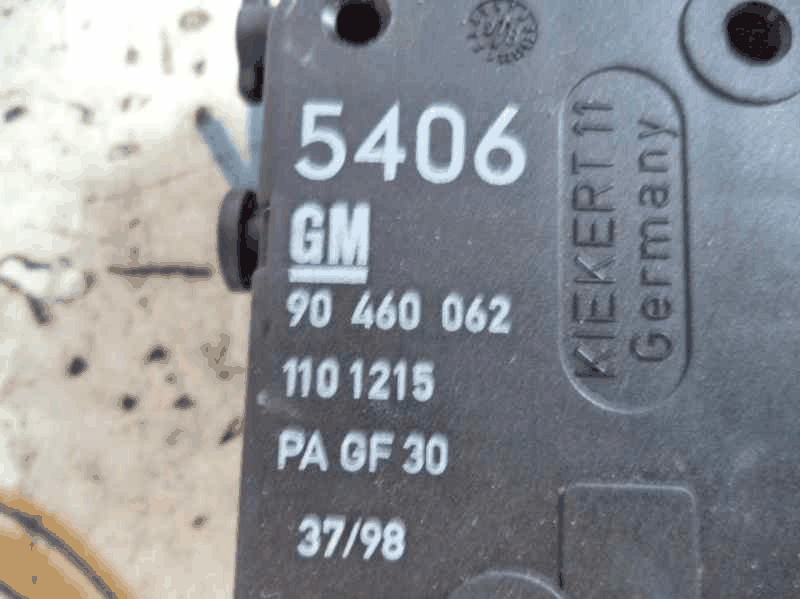 5406
GM
90 460 062
110 1215
PA GF 30
37/98
KIEKERT 11
Germany